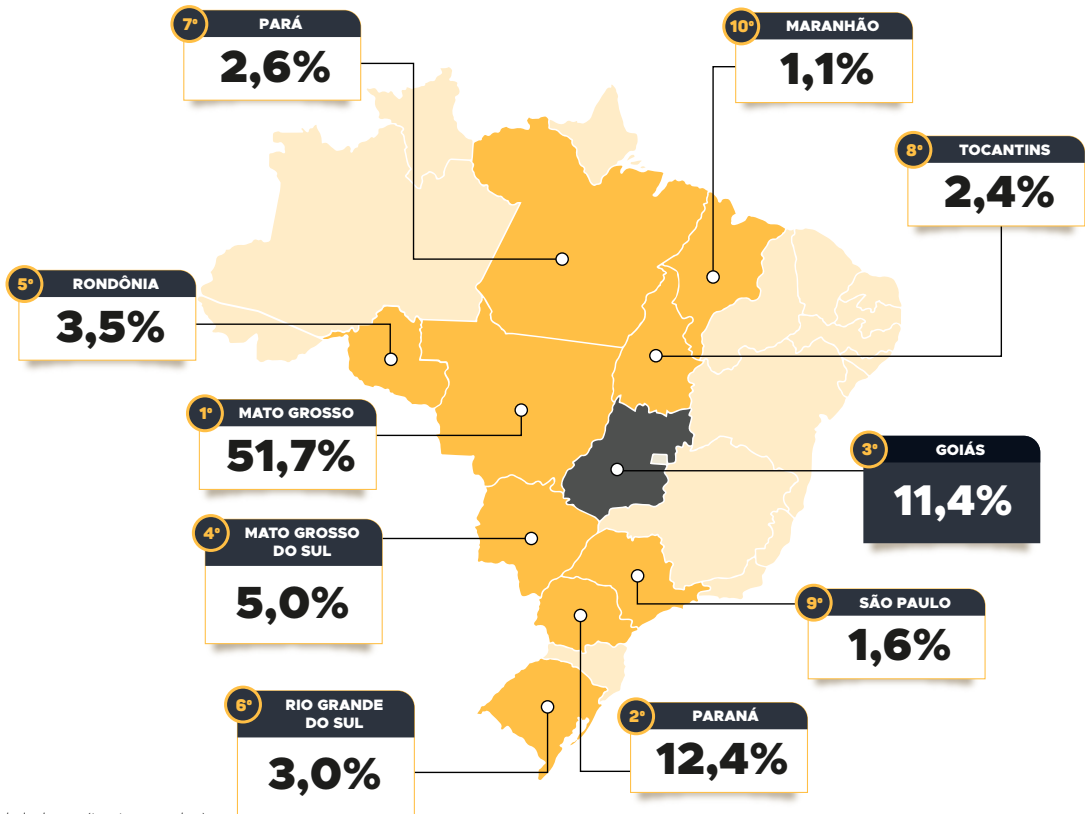 7º
PARÁ
2,6%
10º
MARANHÃO
1,1%
8º
TOCANTINS
2,4%
5º
RONDÔNIA
3,5%
1º
MATO GROSSO
51,7%
3º
GOIÁS
11,4%
4º
MATO GROSSO
DO SUL
5,0%
9º
SÃO PAULO
1,6%
6º
RIO GRANDE
DO SUL
3,0%
2º
PARANÁ
12,4%